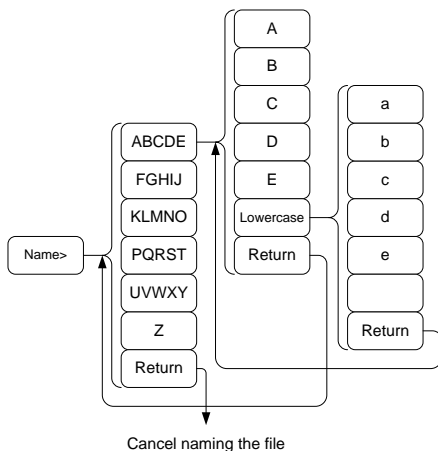 Name>
ABCDE
FGHIJ
KLMNO
PQRST
UVWXY
Z
Return
A
B
C
D
E
Lowercase
Return
a
b
c
d
e
Return
Cancel naming the file